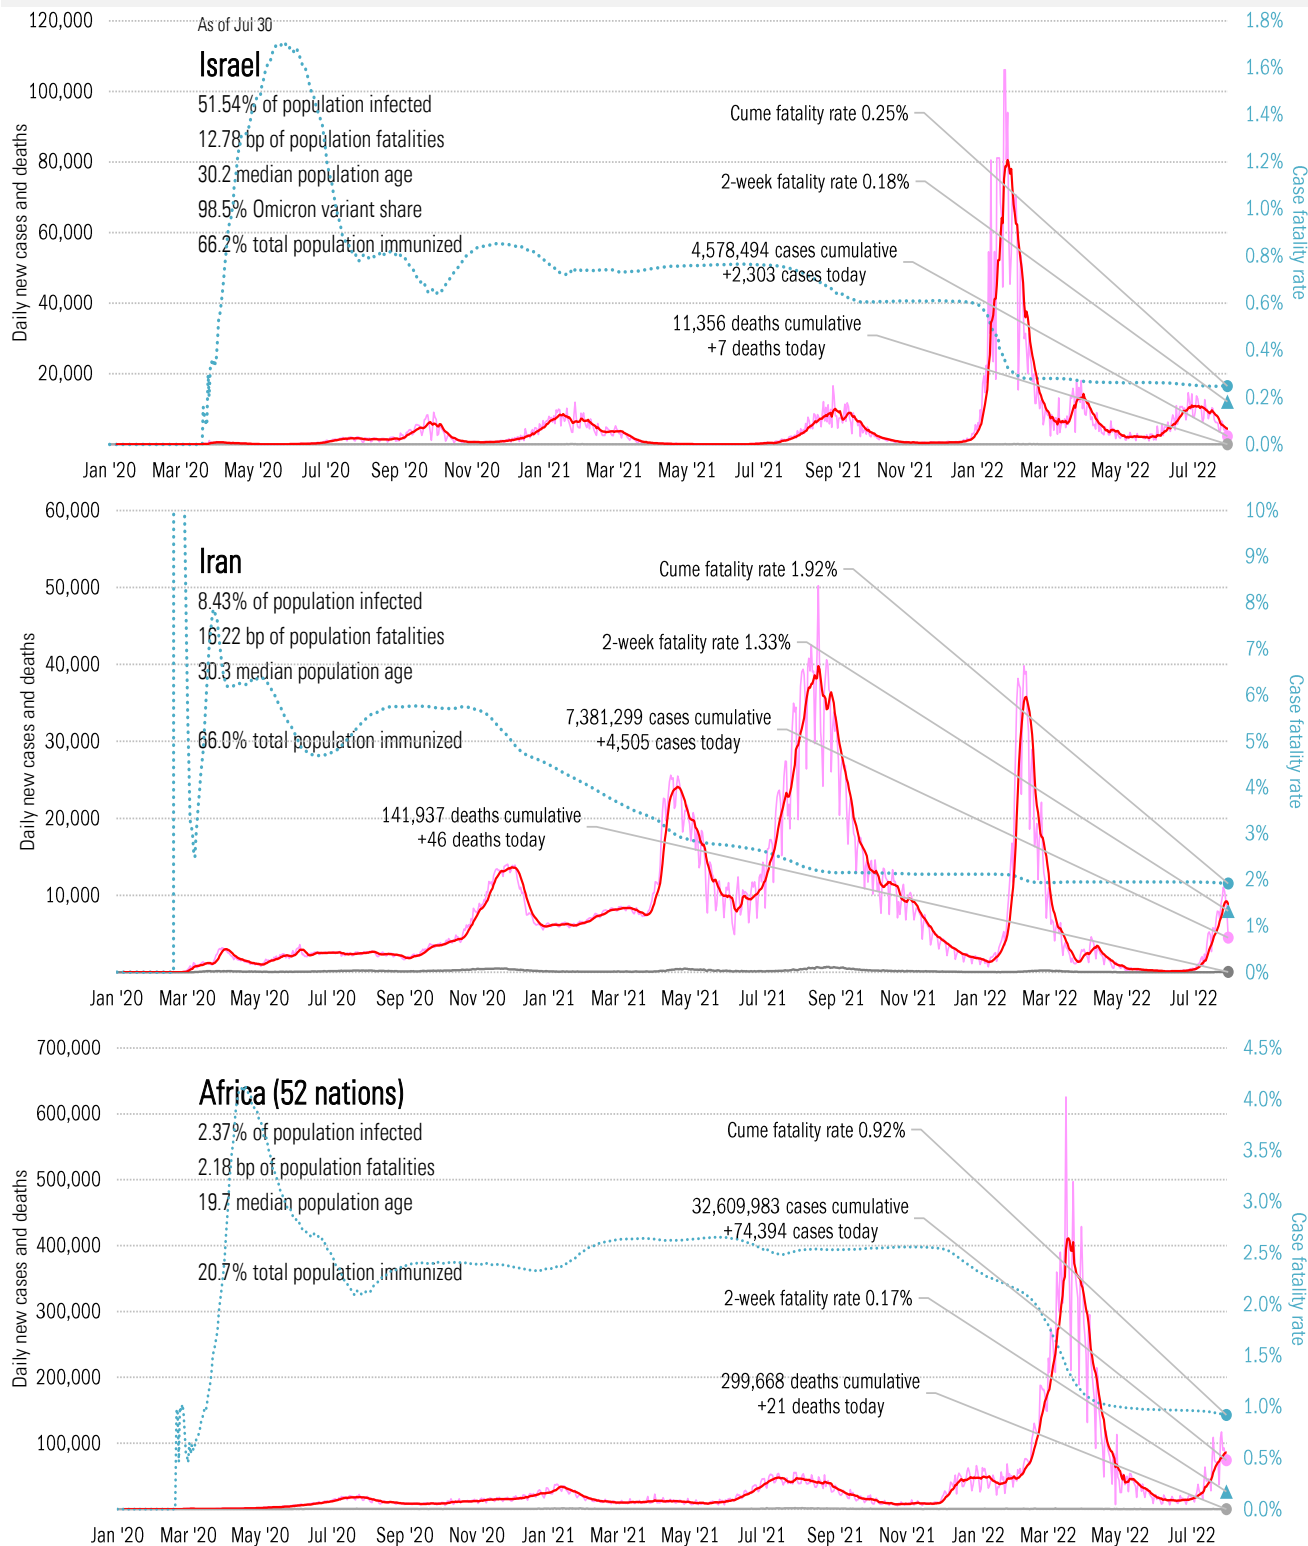 120,000
As of Jul 30
1.8%
Israel
1.6%
51.54% of population infected
100,000
Cume fatality rate 0.25%
1.4%
12.78 bp of population fatalities
80,000
1.2%
30.2 median population age
2-week fatality rate 0.18%
98.5% Omicron variant share
1.0%
60,000
66.2% total population immunized
4,578,494 cases cumulative
+2,303 cases today
0.8%
40,000
0.6%
11,356 deaths cumulative
+7 deaths today
0.4%
20,000
0.2%
0.0%
Daily new cases and deaths
Case fatality rate
Jan '20 Mar '20 May '20 Jul '20 Sep '20 Nov '20 Jan '21 Mar '21 May '21 Jul '21 Sep '21 Nov '21 Jan '22 Mar '22 May '22 Jul '22
60,000
10%
Iran
9%
Cume fatality rate 1.92%
50,000
8.43% of population infected
8%
16.22 bp of population fatalities
2-week fatality rate 1.33%
7%
40,000
30.3 median population age
6%
7,381,299 cases cumulative
+4,505 cases today
30,000
66.0% total population immunized
5%
4%
141,937 deaths cumulative
+46 deaths today
20,000
3%
2%
10,000
1%
0%
Daily new cases and deaths
Case fatality rate
Jan '20 Mar '20 May '20 Jul '20 Sep '20 Nov '20 Jan '21 Mar '21 May '21 Jul '21 Sep '21 Nov '21 Jan '22 Mar '22 May '22 Jul '22
700,000
4.5%
Africa (52 nations)
4.0%
600,000
2.37% of population infected
Cume fatality rate 0.92%
3.5%
2.18 bp of population fatalities
500,000
19.7 median population age
3.0%
32,609,983 cases cumulative
+74,394 cases today
400,000
2.5%
20.7% total population immunized
2-week fatality rate 0.17%
300,000
2.0%
1.5%
200,000
299,668 deaths cumulative
+21 deaths today
1.0%
100,000
0.5%
0.0%
Daily new cases and deaths
Case fatality rate
Jan '20 Mar '20 May '20 Jul '20 Sep '20 Nov '20 Jan '21 Mar '21 May '21 Jul '21 Sep '21 Nov '21 Jan '22 Mar '22 May '22 Jul '22